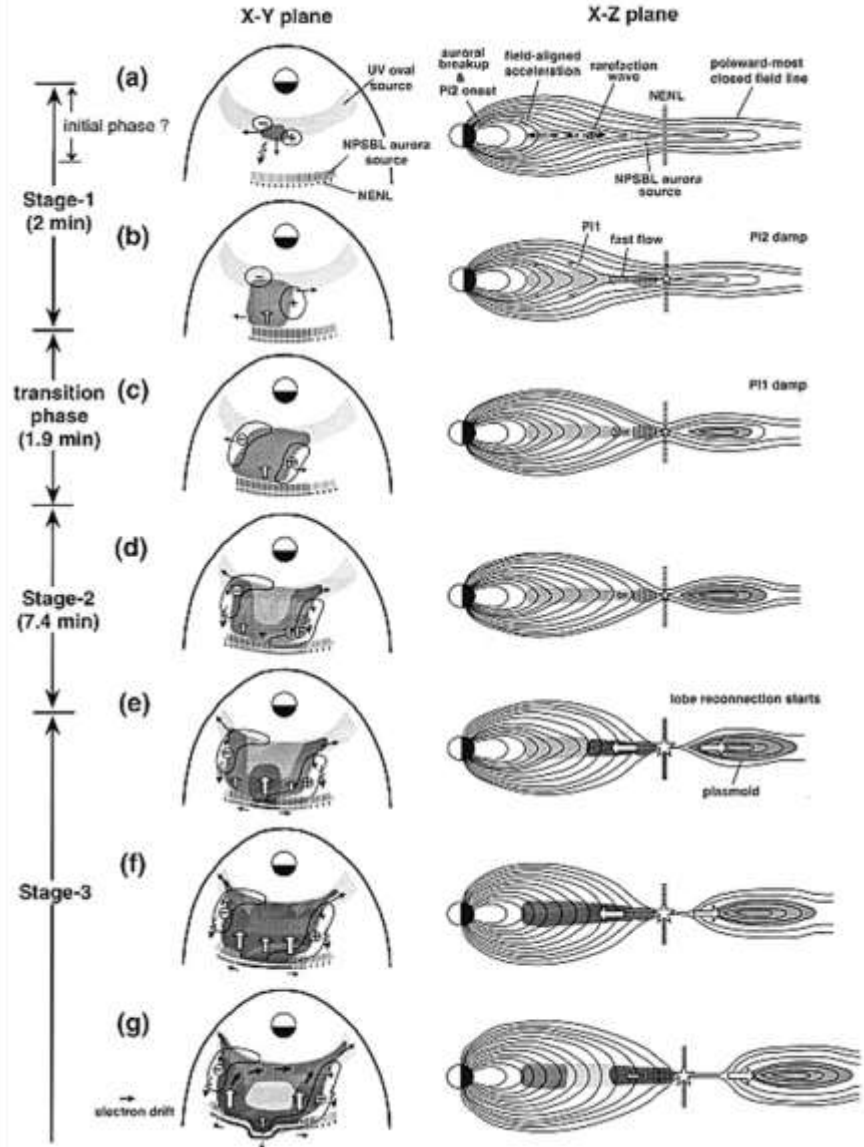 X-Y plane
X-Z plane
(a)
initial phase ?
UV oval
source
NPSBL aurora
source
NENL
auroral
breakup
&
Pi2 onset
field-aligned
acceleration
rarefaction
wave
poleward-most
closed field line
NENL
NPSBL aurora
source
Stage-1
(2 min)
(b)
PI1
fast flow
PI2 damp
transition
phase
(1.9 min)
(c)
PI1 damp
Stage-2
(7.4 min)
(d)
(e)
lobe reconnection starts
plasmoid
Stage-3
(f)
(g)
electron drift